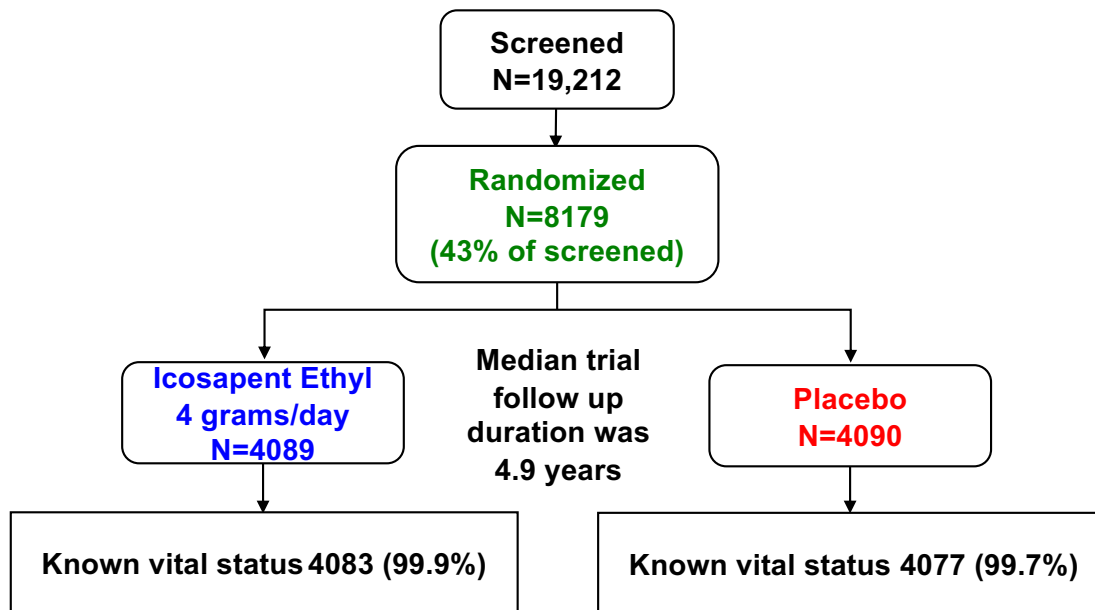 Screened
N=19,212
Randomized
N=8179
(43% of screened)
Icosapent Ethyl
4 grams/day
N=4089
Median trial
follow up
duration was
4.9 years
Placebo
N=4090
Known vital status 4083 (99.9%)
Known vital status 4077 (99.7%)